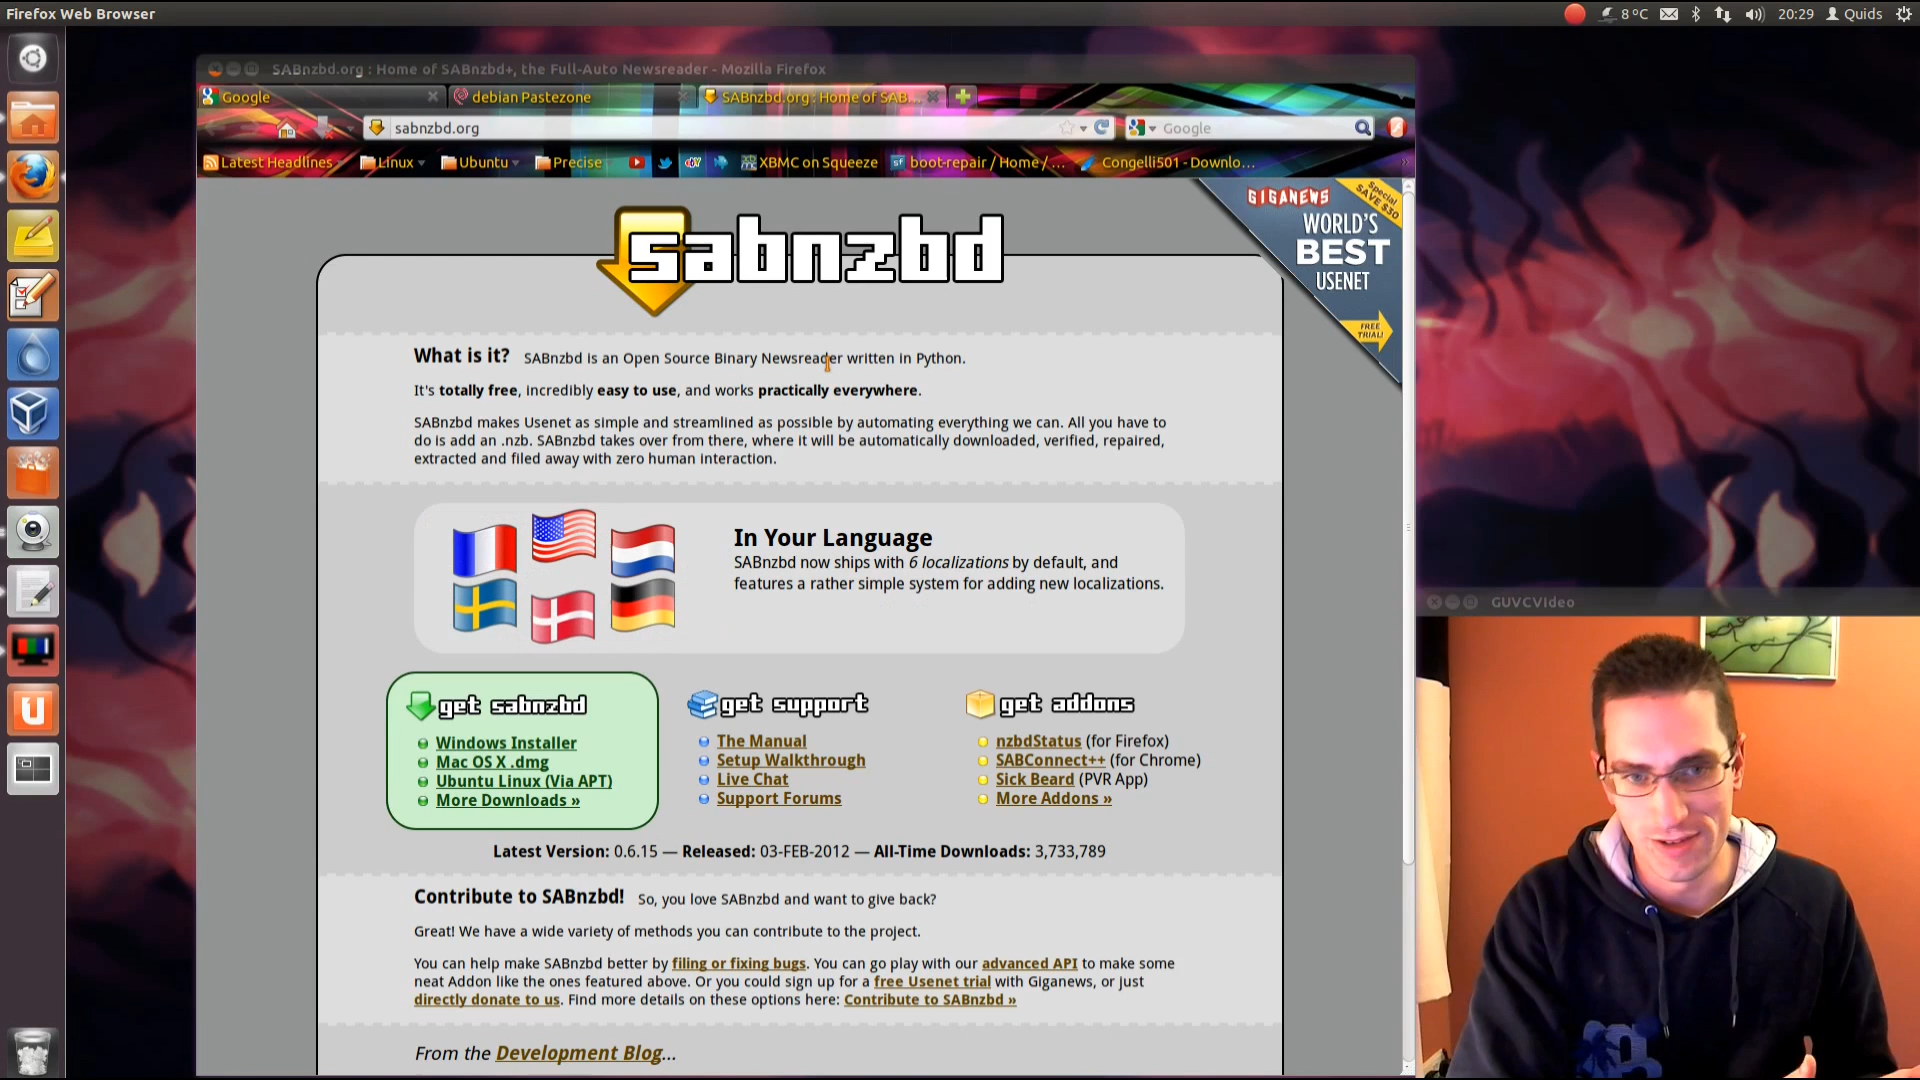 Firefox Web Browser
8 °C
20:29
Quids
SABnzbd.org : Home of SABnzbd+, the Full-Auto Newsreader - Mozilla Firefox
Google
debian Pastezone
SABnzbd.org : Home of SAB...
sabnzbd.org
Google
Latest Headlines
Linux
Ubuntu
Precise
XBMC on Squeeze
boot-repair / Home / ...
Congelli501 - Downlo...
GIGANEWS
Special
SAVE $30
WORLD'S
BEST
USENET
FREE
TRIAL!
sabnzbd
What is it? SABnzbd is an Open Source Binary Newsreader written in Python.
It's totally free, incredibly easy to use, and works practically everywhere.
SABnzbd makes Usenet as simple and streamlined as possible by automating everything we can. All you have to
do is add an .nzb. SABnzbd takes over from there, where it will be automatically downloaded, verified, repaired,
extracted and filed away with zero human interaction.
In Your Language
SABnzbd now ships with 6 localizations by default, and
features a rather simple system for adding new localizations.
get sabnzbd
Windows Installer
Mac OS X .dmg
Ubuntu Linux (Via APT)
More Downloads »
get support
The Manual
Setup Walkthrough
Live Chat
Support Forums
get addons
nzbdStatus (for Firefox)
SABConnect++ (for Chrome)
Sick Beard (PVR App)
More Addons »
Latest Version: 0.6.15 — Released: 03-FEB-2012 — All-Time Downloads: 3,733,789
Contribute to SABnzbd! So, you love SABnzbd and want to give back?
Great! We have a wide variety of methods you can contribute to the project.
You can help make SABnzbd better by filing or fixing bugs. You can go play with our advanced API to make some
neat Addon like the ones featured above. Or you could sign up for a free Usenet trial with Giganews, or just
directly donate to us. Find more details on these options here: Contribute to SABnzbd »
From the Development Blog...
GUVCVIdeo